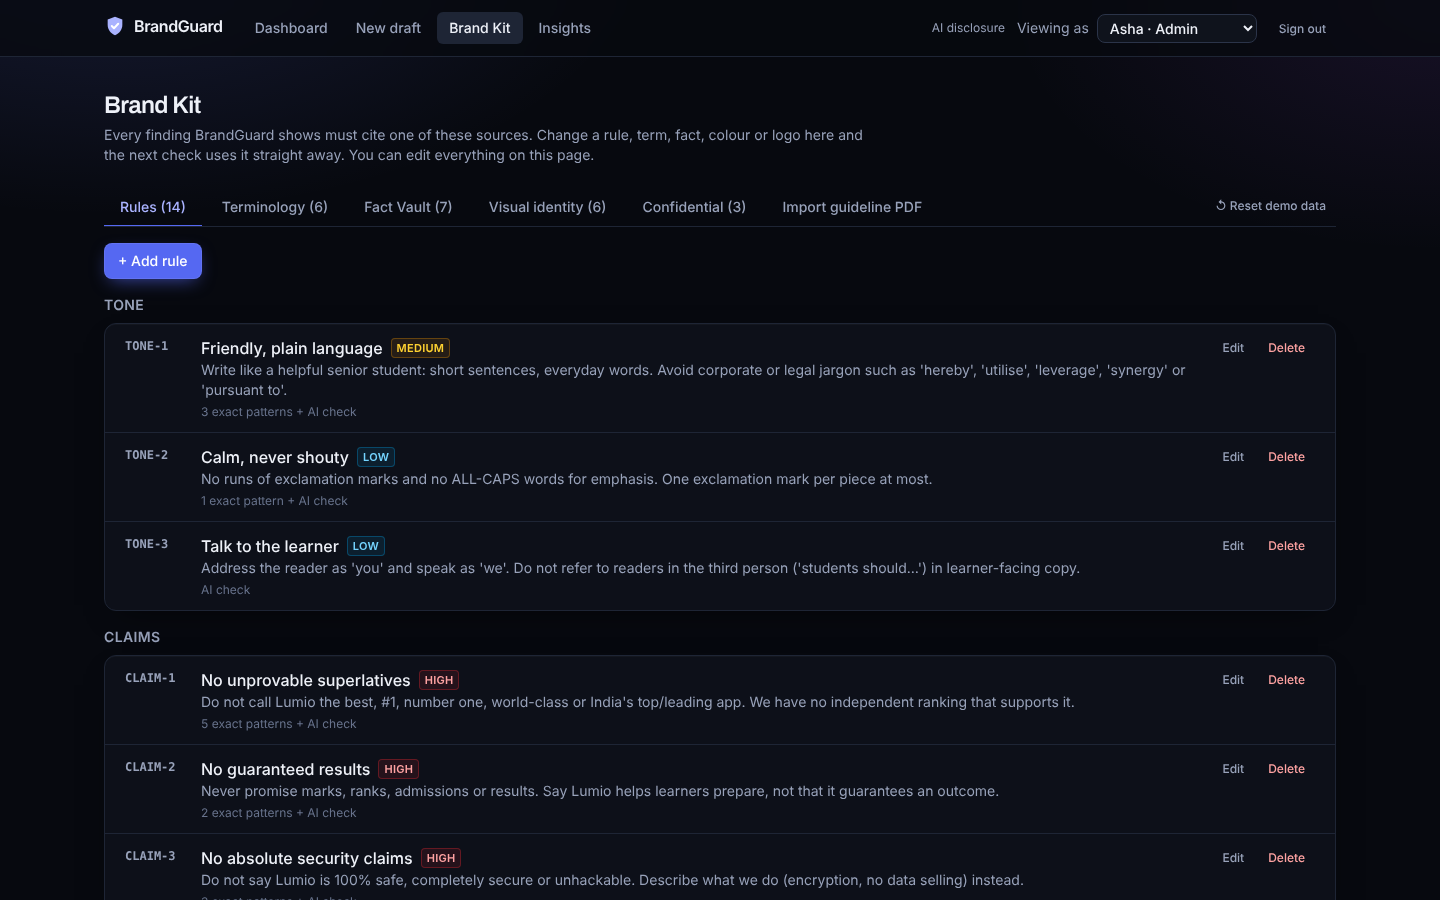 BrandGuard
Dashboard
New draft
Brand Kit
Insights
AI disclosure
Viewing as
Asha · Admin
Sign out
Brand Kit
Every finding BrandGuard shows must cite one of these sources. Change a rule, term, fact, colour or logo here and
the next check uses it straight away. You can edit everything on this page.
Rules (14)
Terminology (6)
Fact Vault (7)
Visual identity (6)
Confidential (3)
Import guideline PDF
↺ Reset demo data
+ Add rule
TONE
TONE-1
Friendly, plain language MEDIUM
Edit
Delete
Write like a helpful senior student: short sentences, everyday words. Avoid corporate or legal jargon such as 'hereby', 'utilise', 'leverage', 'synergy' or
'pursuant to'.
3 exact patterns + AI check
TONE-2
Calm, never shouty LOW
Edit
Delete
No runs of exclamation marks and no ALL-CAPS words for emphasis. One exclamation mark per piece at most.
1 exact pattern + AI check
TONE-3
Talk to the learner LOW
Edit
Delete
Address the reader as 'you' and speak as 'we'. Do not refer to readers in the third person ('students should...') in learner-facing copy.
AI check
CLAIMS
CLAIM-1
No unprovable superlatives HIGH
Edit
Delete
Do not call Lumio the best, #1, number one, world-class or India's top/leading app. We have no independent ranking that supports it.
5 exact patterns + AI check
CLAIM-2
No guaranteed results HIGH
Edit
Delete
Never promise marks, ranks, admissions or results. Say Lumio helps learners prepare, not that it guarantees an outcome.
2 exact patterns + AI check
CLAIM-3
No absolute security claims HIGH
Edit
Delete
Do not say Lumio is 100% safe, completely secure or unhackable. Describe what we do (encryption, no data selling) instead.